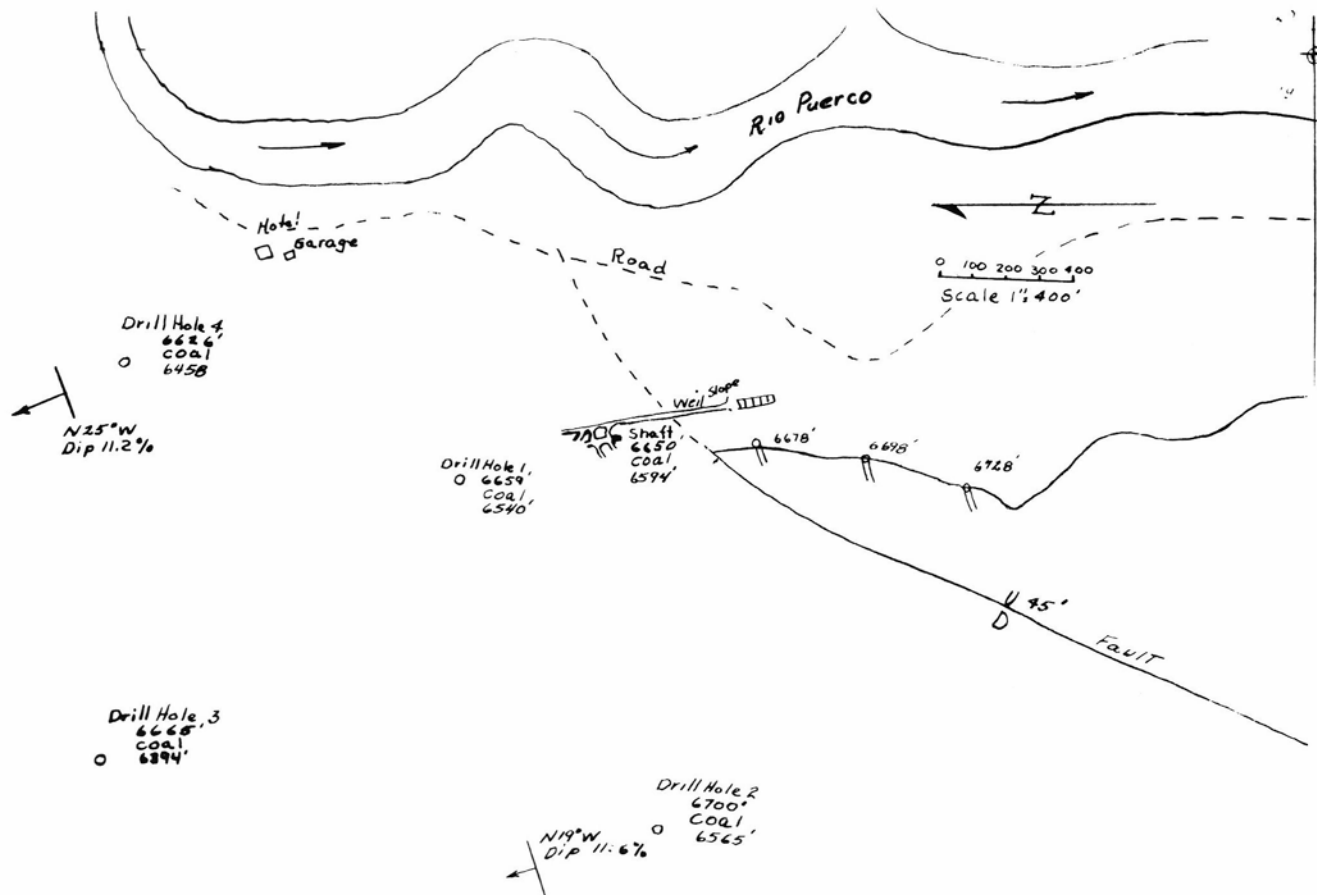 Rio Puerco
Z
Hotel
Garage
Road
0 100 200 300 400
Scale 1": 400'
Drill Hole 4
6626'
Coal
6458
N25°W
Dip 11.2%
Weil Slope
Shaft
6650'
Coal
6594'
6678'
6698'
6728'
Drill Hole 1
6659'
Coal
6540'
U
D
45'
Fault
Drill Hole 3
6665'
Coal
6394'
Drill Hole 2
6700'
Coal
6565'
N19°W
Dip 11.6%